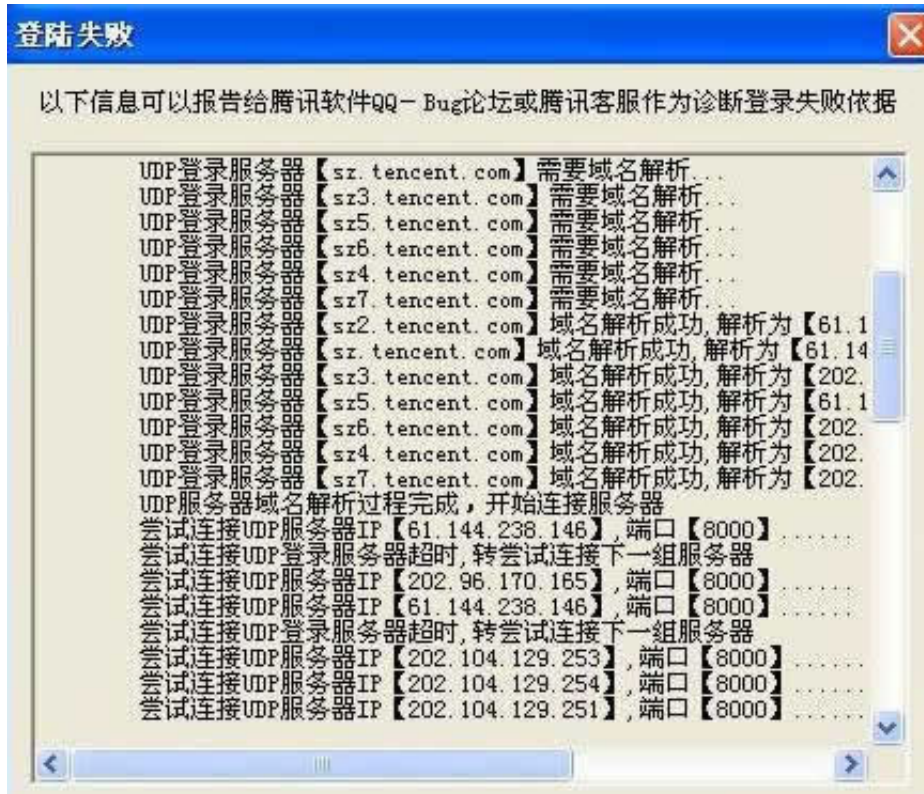 登陆失败
以下信息可以报告给腾讯软件QQ－Bug论坛或腾讯客服作为诊断登录失败依据
UDP登录服务器【sz.tencent.com】需要域名解析...
UDP登录服务器【sz3.tencent.com】需要域名解析...
UDP登录服务器【sz5.tencent.com】需要域名解析...
UDP登录服务器【sz6.tencent.com】需要域名解析...
UDP登录服务器【sz4.tencent.com】需要域名解析...
UDP登录服务器【sz7.tencent.com】需要域名解析...
UDP登录服务器【sz2.tencent.com】域名解析成功,解析为【61.1
UDP登录服务器【sz.tencent.com】域名解析成功,解析为【61.14
UDP登录服务器【sz3.tencent.com】域名解析成功,解析为【202.
UDP登录服务器【sz5.tencent.com】域名解析成功,解析为【61.1
UDP登录服务器【sz6.tencent.com】域名解析成功,解析为【202.
UDP登录服务器【sz4.tencent.com】域名解析成功,解析为【202.
UDP登录服务器【sz7.tencent.com】域名解析成功,解析为【202.
UDP服务器域名解析过程完成，开始连接服务器
尝试连接UDP服务器IP【61.144.238.146】,端口【8000】......
尝试连接UDP登录服务器超时,转尝试连接下一组服务器
尝试连接UDP服务器IP【202.96.170.165】,端口【8000】......
尝试连接UDP服务器IP【61.144.238.146】,端口【8000】......
尝试连接UDP登录服务器超时,转尝试连接下一组服务器
尝试连接UDP服务器IP【202.104.129.253】,端口【8000】......
尝试连接UDP服务器IP【202.104.129.254】,端口【8000】......
尝试连接UDP服务器IP【202.104.129.251】,端口【8000】......